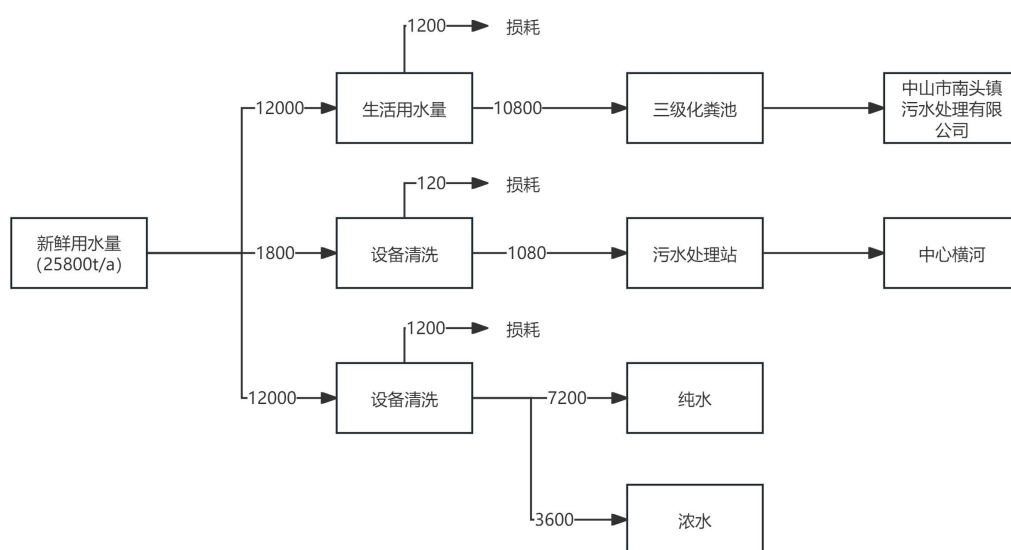 1200
损耗
12000
生活用水量
10800
三级化粪池
中山市南头镇
污水处理有限
公司
120
损耗
新鲜用水量
（25800t/a）
1800
设备清洗
1080
污水处理站
中心横河
1200
损耗
12000
设备清洗
7200
纯水
3600
浓水